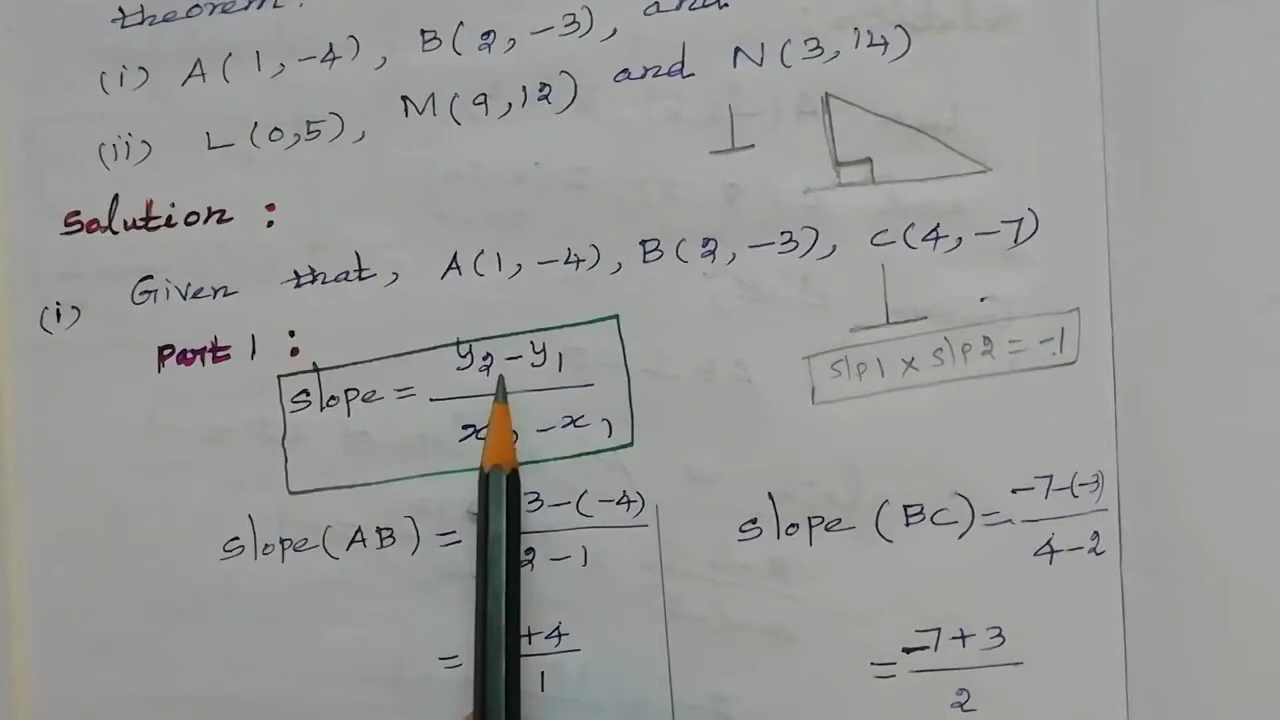 theorem.
(i) A(1,-4), B(2,-3), and
(ii) L(0,5), M(9,12) and N(3,14)
Solution :
(i) Given that, A(1,-4), B(2,-3), C(4,-7)
Part 1 :
slope = y2-y1 / x -x1
slp1 × slp2 = -1
slope(AB) = 3-(-4) / 2-1
slope (BC) = -7-(-3) / 4-2
= +4 / 1
= -7+3 / 2